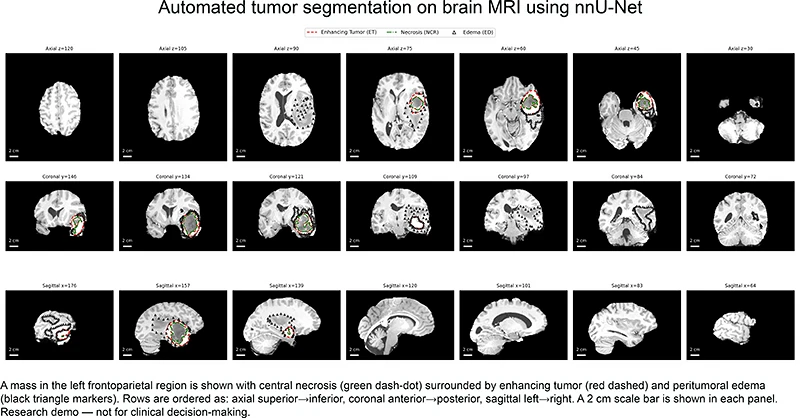 Automated tumor segmentation on brain MRI using nnU-Net
Enhancing Tumor (ET) Necrosis (NCR) Edema (ED)
Axial z=120 Axial z=105 Axial z=90 Axial z=75 Axial z=60 Axial z=45 Axial z=30
2 cm 2 cm 2 cm 2 cm 2 cm 2 cm 2 cm
Coronal y=146 Coronal y=134 Coronal y=121 Coronal y=109 Coronal y=97 Coronal y=84 Coronal y=72
2 cm 2 cm 2 cm 2 cm 2 cm 2 cm 2 cm
Sagittal x=176 Sagittal x=157 Sagittal x=139 Sagittal x=120 Sagittal x=101 Sagittal x=83 Sagittal x=64
2 cm 2 cm 2 cm 2 cm 2 cm 2 cm 2 cm
A mass in the left frontoparietal region is shown with central necrosis (green dash-dot) surrounded by enhancing tumor (red dashed) and peritumoral edema
(black triangle markers). Rows are ordered as: axial superior→inferior, coronal anterior→posterior, sagittal left→right. A 2 cm scale bar is shown in each panel.
Research demo — not for clinical decision-making.